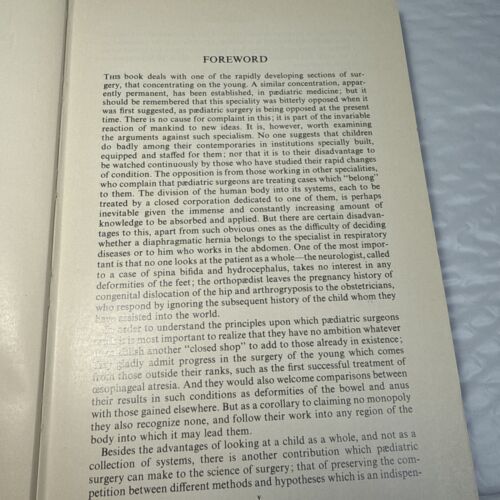 FOREWORD
THIS book deals with one of the rapidly developing sections of sur-
gery, that concentrating on the young. A similar concentration, appar-
ently permanent, has been established, in pædiatric medicine; but it
should be remembered that this speciality was bitterly opposed when it
was first suggested, as pædiatric surgery is being opposed at the present
time. There is no cause for complaint in this; it is part of the invariable
reaction of mankind to new ideas. It is, however, worth examining
the arguments against such specialism. No one suggests that children
do badly among their contemporaries in institutions specially built,
equipped and staffed for them; nor that it is to their disadvantage to
be watched continuously by those who have studied their rapid changes
of condition. The opposition is from those working in other specialities,
who complain that pædiatric surgeons are treating cases which "belong"
to them. The division of the human body into its systems, each to be
treated by a closed corporation dedicated to one of them, is perhaps
inevitable given the immense and constantly increasing amount of
knowledge to be absorbed and applied. But there are certain disadvan-
tages to this, apart from such obvious ones as the difficulty of deciding
whether a diaphragmatic hernia belongs to the specialist in respiratory
diseases or to him who works in the abdomen. One of the most impor-
tant is that no one looks at the patient as a whole—the neurologist, called
to a case of spina bifida and hydrocephalus, takes no interest in any
deformities of the feet; the orthopædist leaves the pregnancy history of
congenital dislocation of the hip and arthrogryposis to the obstetricians,
who respond by ignoring the subsequent history of the child whom they
have assisted into the world.
order to understand the principles upon which pædiatric surgeons
is most important to realize that they have no ambition whatever
another "closed shop" to add to those already in existence;
gladly admit progress in the surgery of the young which comes
from those outside their ranks, such as the first successful treatment of
œsophageal atresia. And they would also welcome comparisons between
their results in such conditions as deformities of the bowel and anus
with those gained elsewhere. But as a corollary to claiming no monopoly
they also recognize none, and follow their work into any region of the
body into which it may lead them.
Besides the advantages of looking at a child as a whole, and not as a
collection of systems, there is another contribution which pædiatric
surgery can make to the science of surgery; that of preserving the com-
petition between different methods and hypotheses which is an indispen-
v